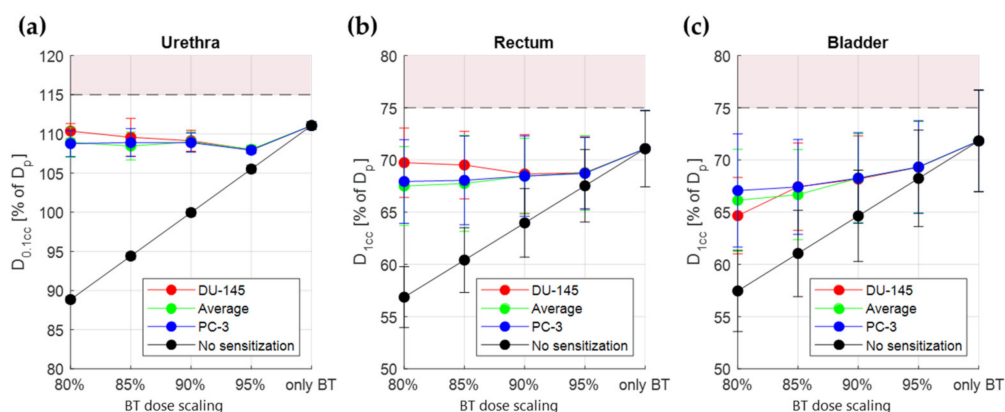 (a)
Urethra
D0.1cc [% of Dp]
120
115
110
105
100
95
90
85
80
DU-145
Average
PC-3
No sensitization
80% 85% 90% 95% only BT
BT dose scaling
(b)
Rectum
D1cc [% of Dp]
80
75
70
65
60
55
50
DU-145
Average
PC-3
No sensitization
80% 85% 90% 95% only BT
BT dose scaling
(c)
Bladder
D1cc [% of Dp]
80
75
70
65
60
55
50
DU-145
Average
PC-3
No sensitization
80% 85% 90% 95% only BT
BT dose scaling